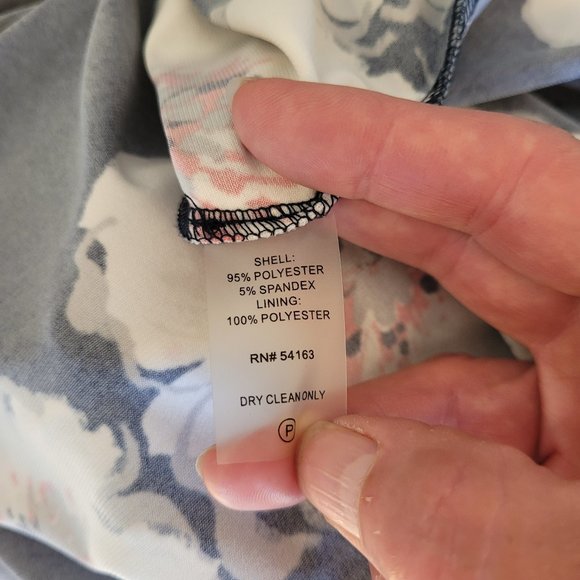 SHELL:
95% POLYESTER
5% SPANDEX
LINING:
100% POLYESTER
RN# 54163
DRY CLEAN ONLY
P